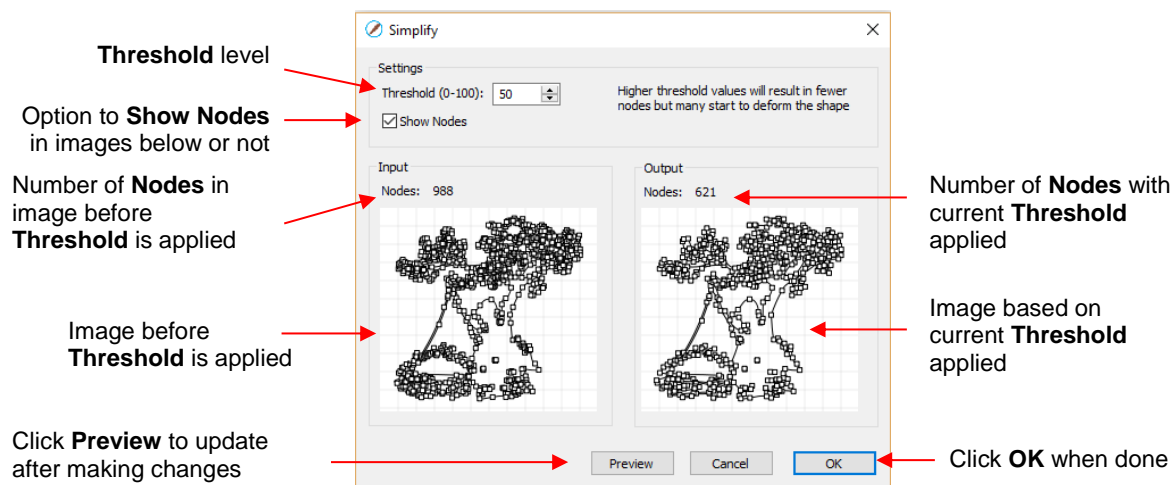 Simplify
Threshold level
Settings
Threshold (0-100): 50
Higher threshold values will result in fewer
nodes but many start to deform the shape
Option to Show Nodes
in images below or not
Show Nodes
Number of Nodes in
image before
Threshold is applied
Input
Nodes: 988
Output
Nodes: 621
Number of Nodes with
current Threshold
applied
Image before
Threshold is applied
Image based on
current Threshold
applied
Click Preview to update
after making changes
Preview
Cancel
OK
Click OK when done